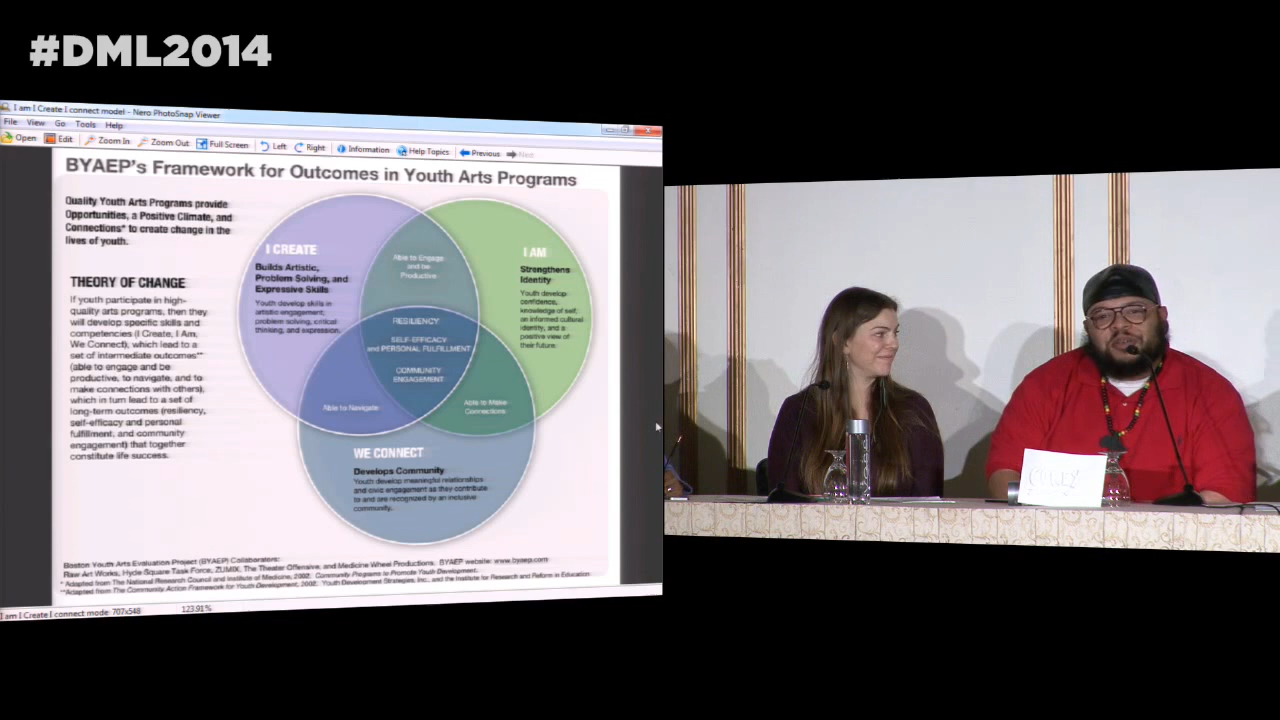 #DML2014
I am I Create I connect model - Nero PhotoSnap Viewer
File View Go Tools Help
Open Edit Zoom In Zoom Out Full Screen Left Right Information Help Topics Previous Next
BYAEP's Framework for Outcomes in Youth Arts Programs
Quality Youth Arts Programs provide
Opportunities, a Positive Climate, and
Connections* to create change in the
lives of youth.
THEORY OF CHANGE
If youth participate in high-
quality arts programs, then they
will develop specific skills and
competencies (I Create, I Am,
We Connect), which lead to a
set of intermediate outcomes**
(able to engage and be
productive, to navigate, and to
make connections with others),
which in turn lead to a set of
long-term outcomes (resiliency,
self-efficacy and personal
fulfillment, and community
engagement) that together
constitute life success.
I CREATE
Builds Artistic,
Problem Solving, and
Expressive Skills
Youth develop skills in
artistic engagement,
problem solving, critical
thinking, and expression.
Able to Engage
and be
Productive
I AM
Strengthens
Identity
Youth develop
confidence,
knowledge of self,
an informed cultural
identity, and a
positive view of
their future.
RESILIENCY
SELF-EFFICACY
and PERSONAL FULFILLMENT
COMMUNITY
ENGAGEMENT
Able to Navigate
Able to Make
Connections
WE CONNECT
Develops Community
Youth develop meaningful relationships
and civic engagement as they contribute
to and are recognized by an inclusive
community.
Boston Youth Arts Evaluation Project (BYAEP) Collaborators:
Raw Art Works, Hyde Square Task Force, ZUMIX, The Theater Offensive, and Medicine Wheel Productions. BYAEP website: www.byaep.com
* Adapted from The National Research Council and Institute of Medicine, 2002. Community Programs to Promote Youth Development.
**Adapted from The Community Action Framework for Youth Development, 2002. Youth Development Strategies, Inc., and the Institute for Research and Reform in Education
I am I Create I connect mode 707x548 123.91%